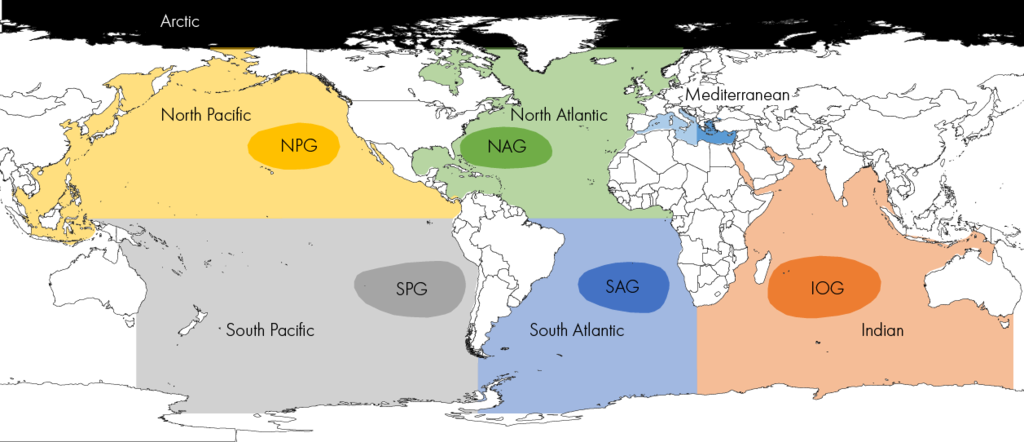 Arctic
Mediterranean
North Pacific
North Atlantic
NPG
NAG
SPG
SAG
IOG
South Pacific
South Atlantic
Indian